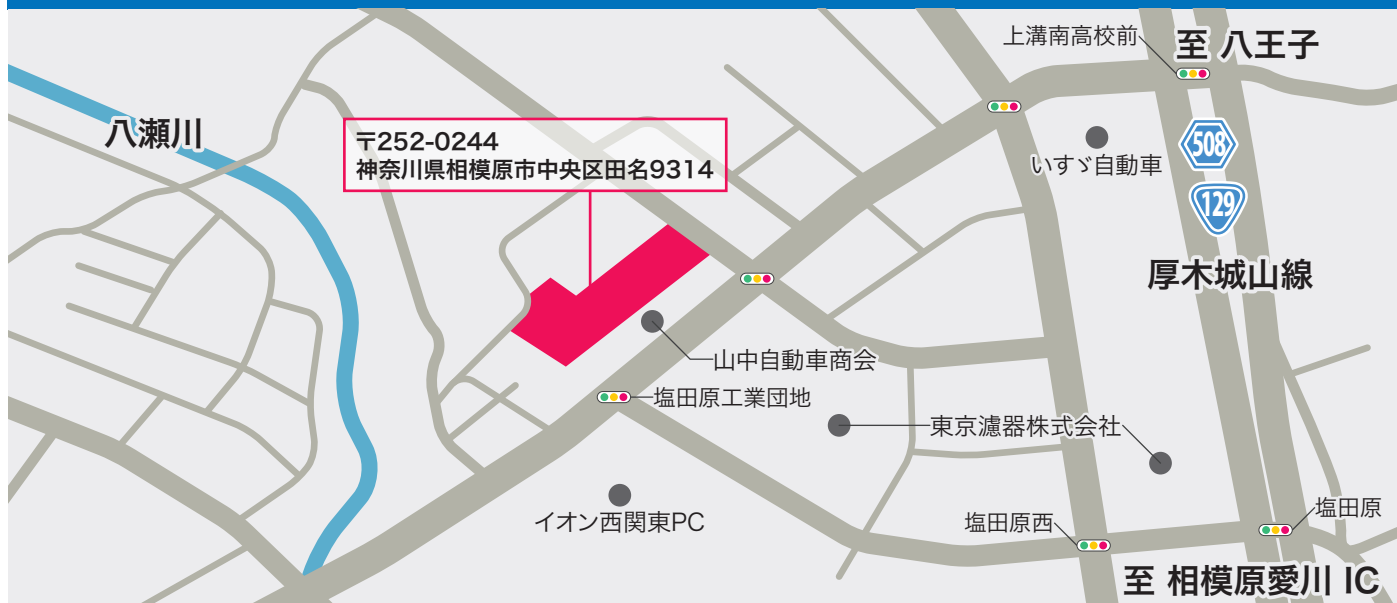 上溝南高校前
至 八王子
八瀬川
〒252-0244
神奈川県相模原市中央区田名9314
508
いすゞ自動車
129
厚木城山線
山中自動車商会
塩田原工業団地
東京濾器株式会社
イオン西関東PC
塩田原西
塩田原
至 相模原愛川 IC